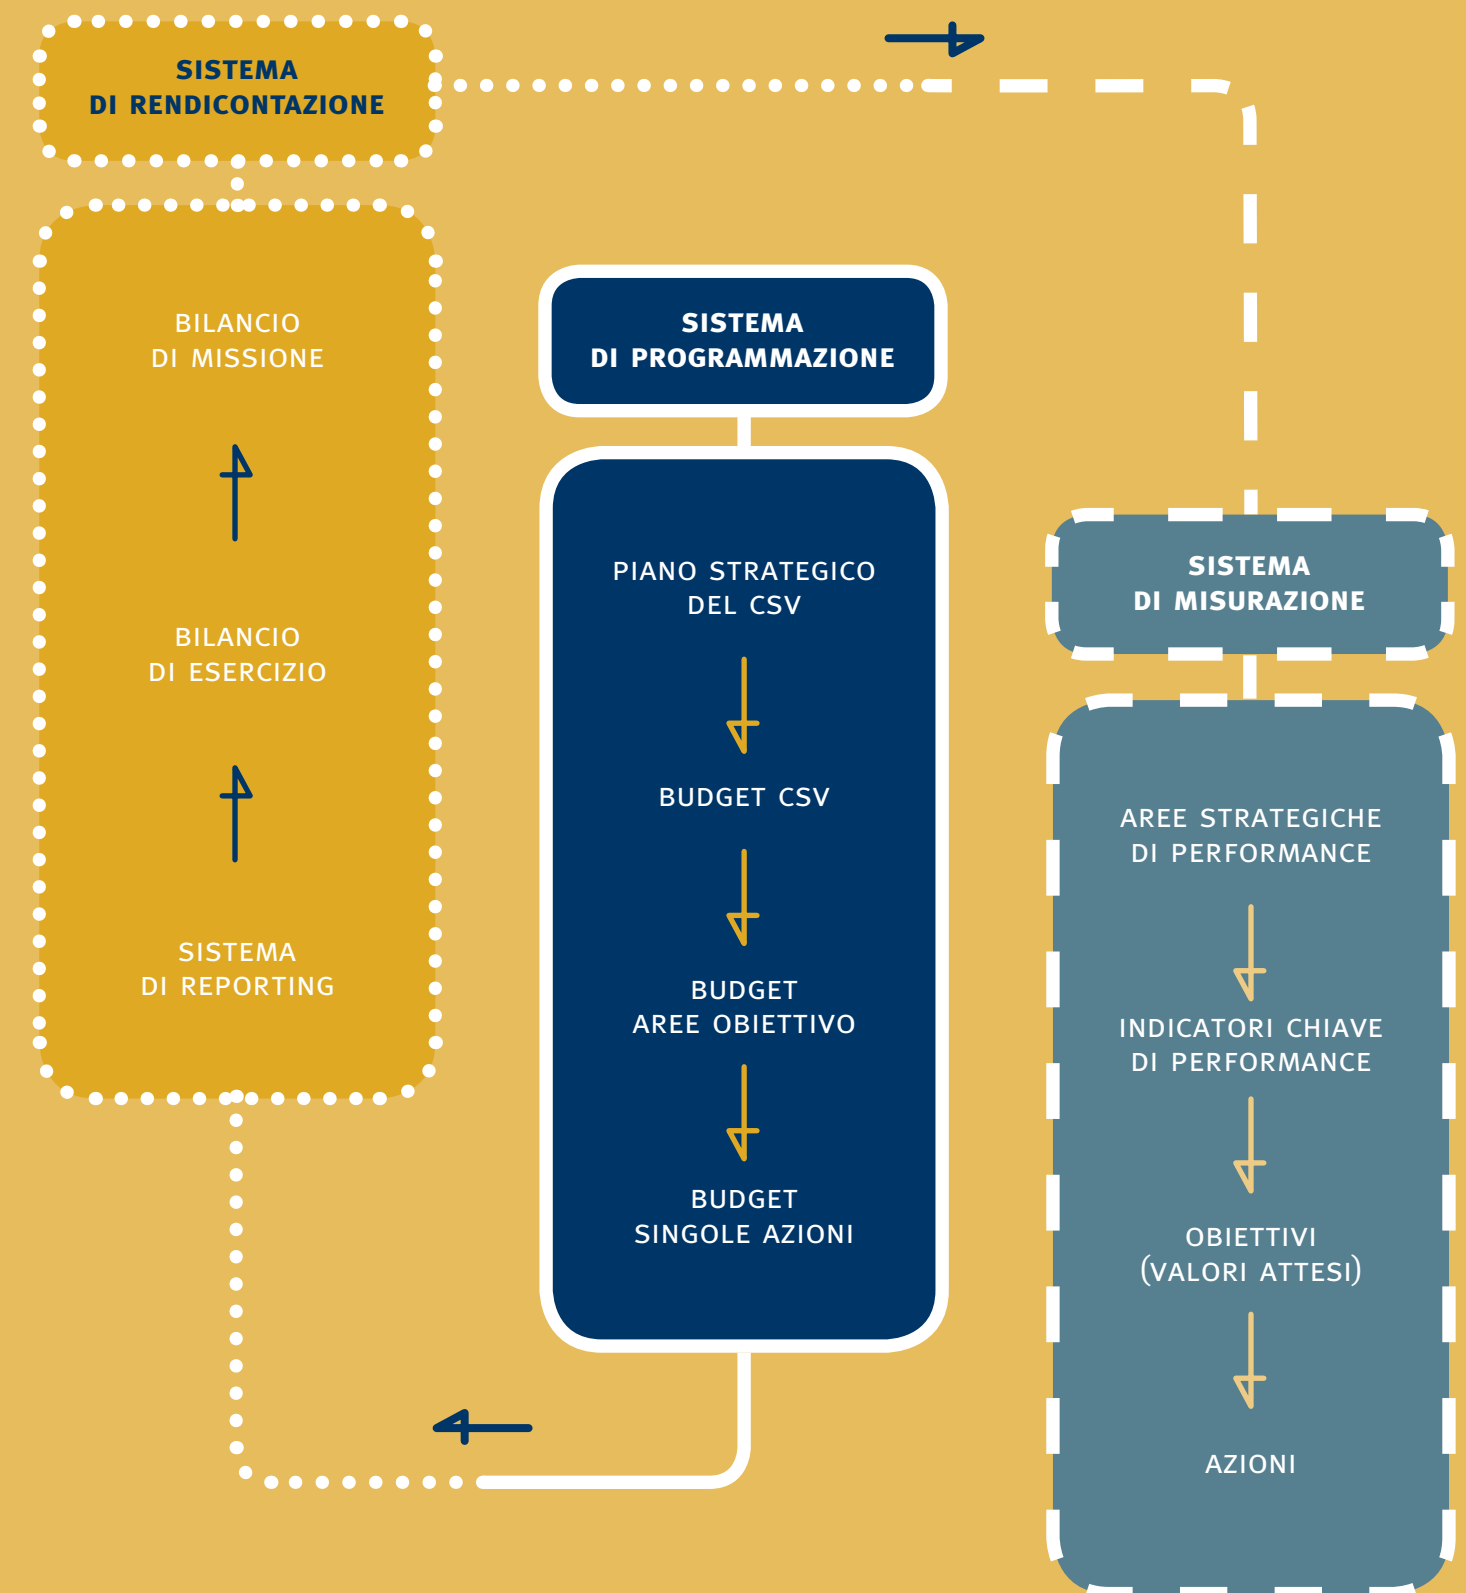 SISTEMA
DI RENDICONTAZIONE
BILANCIO
DI MISSIONE
BILANCIO
DI ESERCIZIO
SISTEMA
DI REPORTING
SISTEMA
DI PROGRAMMAZIONE
PIANO STRATEGICO
DEL CSV
BUDGET CSV
BUDGET
AREE OBIETTIVO
BUDGET
SINGOLE AZIONI
SISTEMA
DI MISURAZIONE
AREE STRATEGICHE
DI PERFORMANCE
INDICATORI CHIAVE
DI PERFORMANCE
OBIETTIVI
(VALORI ATTESI)
AZIONI